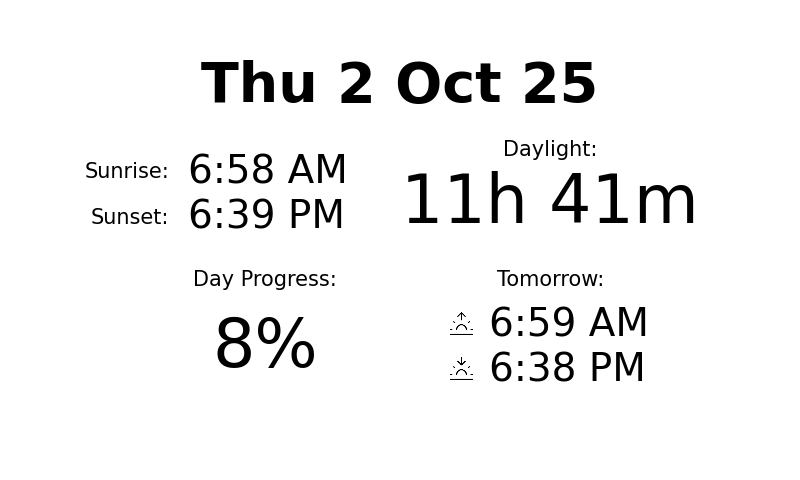 Thu 2 Oct 25
Sunrise: 6:58 AM
Sunset: 6:39 PM
Daylight:
11h 41m
Day Progress:
8%
Tomorrow:
6:59 AM
6:38 PM